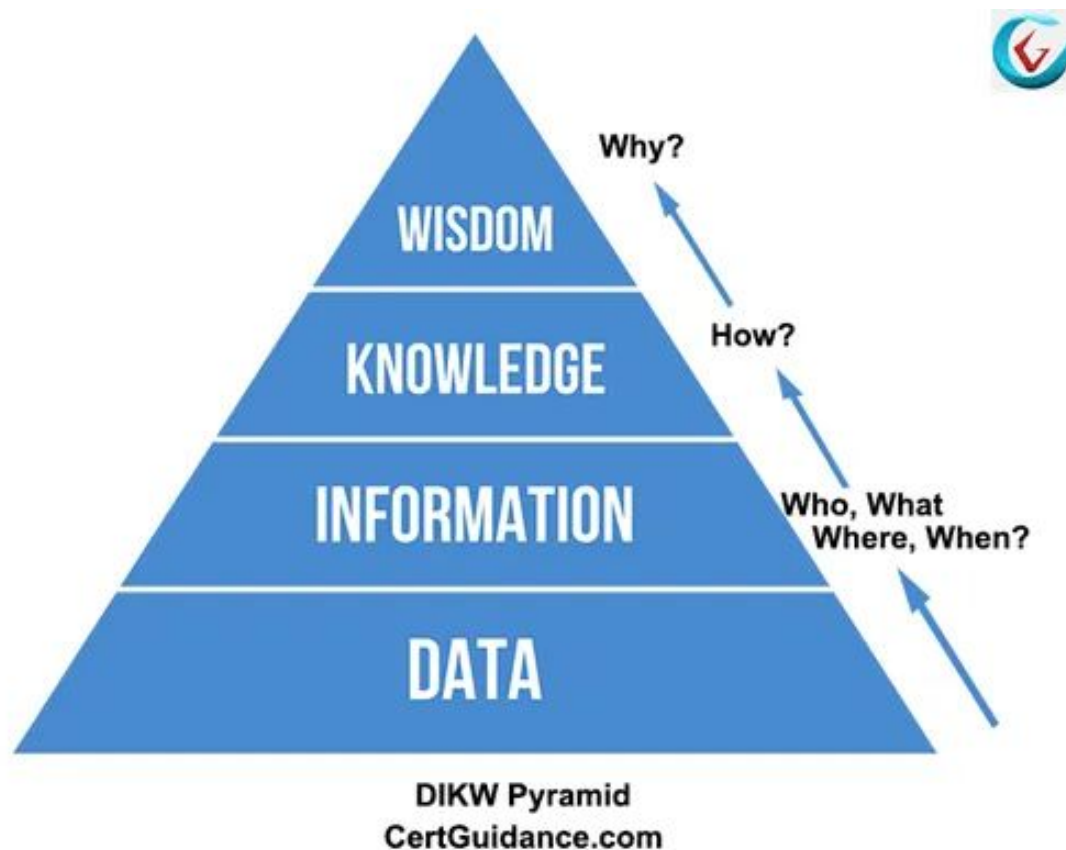 Why?
WISDOM
How?
KNOWLEDGE
Who, What
Where, When?
INFORMATION
DATA
DIKW Pyramid
CertGuidance.com